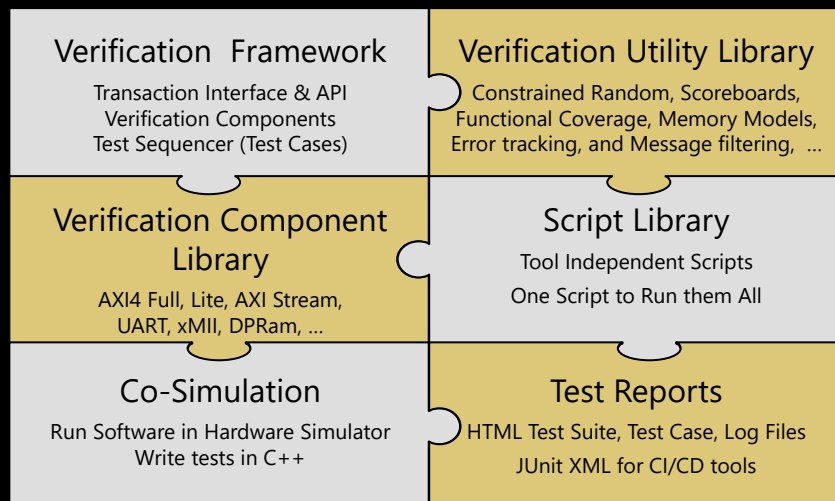 Verification Framework
Transaction Interface & API
Verification Components
Test Sequencer (Test Cases)
Verification Utility Library
Constrained Random, Scoreboards,
Functional Coverage, Memory Models,
Error tracking, and Message filtering, ...
Verification Component
Library
AXI4 Full, Lite, AXI Stream,
UART, xMII, DPRam, ...
Script Library
Tool Independent Scripts
One Script to Run them All
Co-Simulation
Run Software in Hardware Simulator
Write tests in C++
Test Reports
HTML Test Suite, Test Case, Log Files
JUnit XML for CI/CD tools